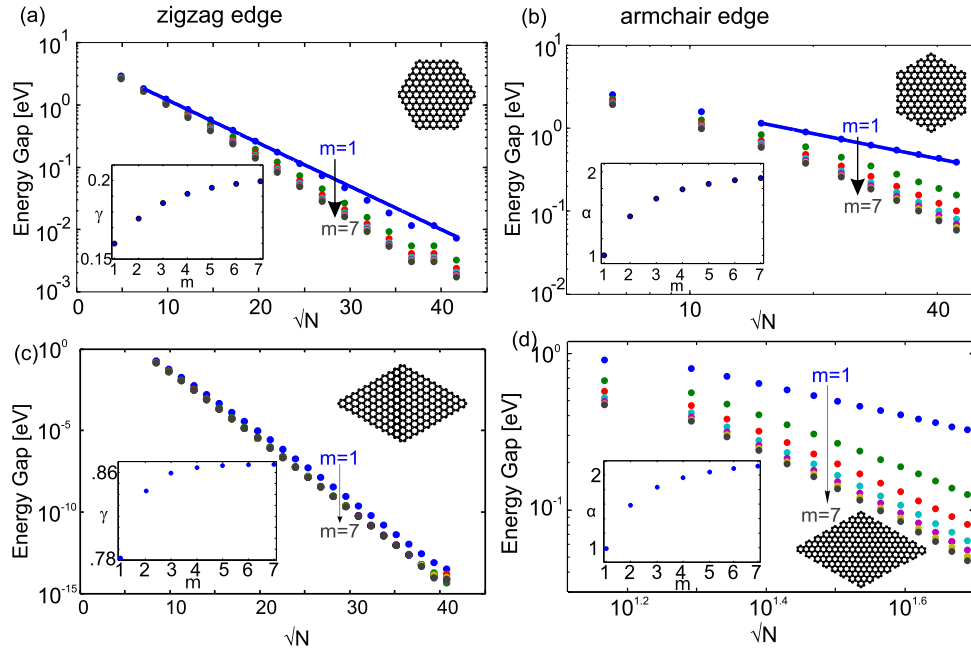 (a) zigzag edge
(b) armchair edge
Energy Gap [eV]
10^1
10^0
10^-1
10^-2
10^-3
0 10 20 30 40
√N
m=1
m=7
0.2
γ
0.15
1 2 3 4 5 6 7
m
Energy Gap [eV]
10^1
10^0
10^-1
10^-2
10 20 40
√N
m=1
m=7
2
α
1
1 2 3 4 5 6 7
m
(c)
Energy Gap [eV]
10^0
10^-5
10^-10
10^-15
0 10 20 30 40
√N
m=1
m=7
.86
γ
.78
1 2 3 4 5 6 7
m
(d)
Energy Gap [eV]
10^0
10^-1
10^1.2 10^1.4 10^1.6
√N
m=1
m=7
2
α
1
1 2 3 4 5 6 7
m